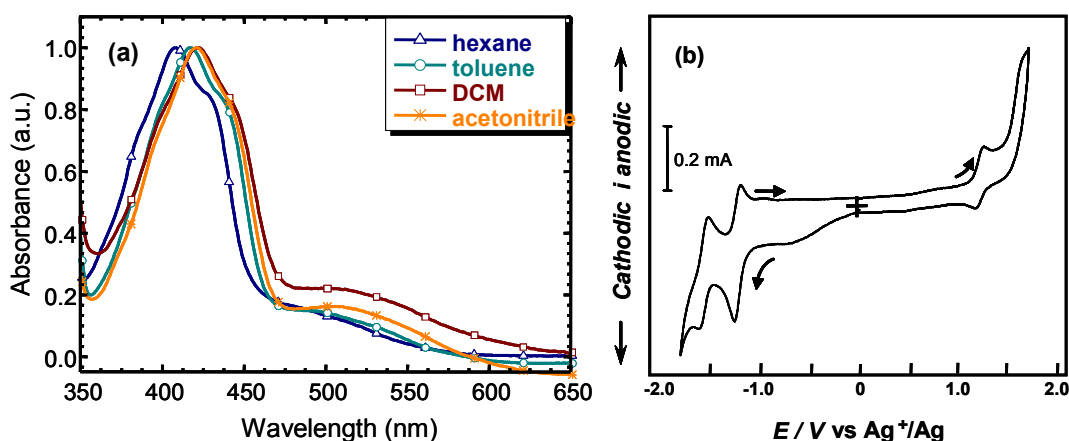 (a)
hexane
toluene
DCM
acetonitrile
Absorbance (a.u.)
1.0
0.8
0.6
0.4
0.2
0.0
350 400 450 500 550 600 650
Wavelength (nm)
(b)
Cathodic i anodic
0.2 mA
-2.0 -1.0 0 1.0 2.0
E / V vs Ag⁺/Ag